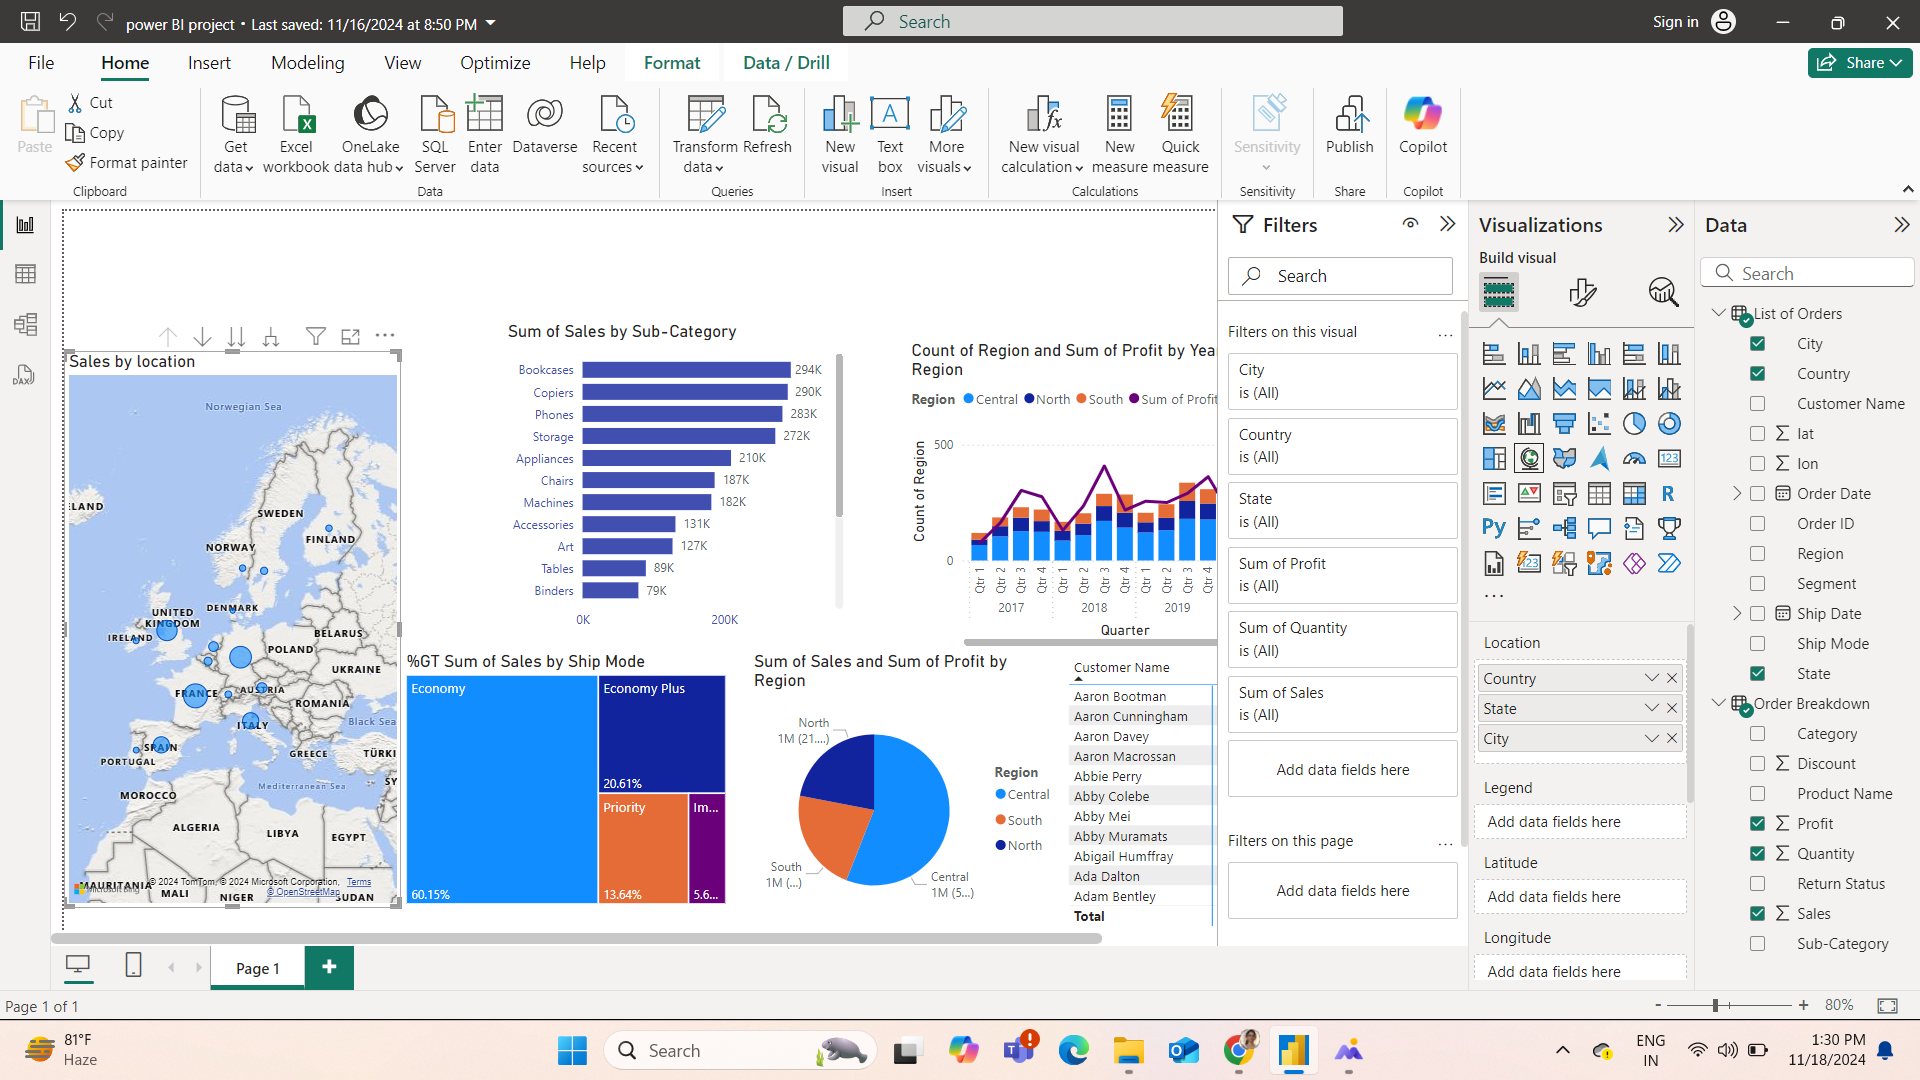 power BI project • Last saved: 11/16/2024 at 8:50 PM
Search
Sign in
File Home Insert Modeling View Optimize Help Format Data / Drill
Share
Paste
Cut
Copy
Format painter
Clipboard
Get data
Excel workbook
OneLake data hub
SQL Server
Enter data
Dataverse
Recent sources
Data
Transform data
Refresh
Queries
New visual
Text box
More visuals
Insert
New visual calculation
New measure
Quick measure
Calculations
Sensitivity
Sensitivity
Publish
Share
Copilot
Copilot
Sales by location
Norwegian Sea
SWEDEN
FINLAND
NORWAY
DENMARK
UNITED KINGDOM
IRELAND
BELARUS
POLAND
UKRAINE
FRANCE
AUSTRIA
ROMANIA
ITALY
Black Sea
SPAIN
PORTUGAL
GREECE
TÜRKI
Mediterranean Sea
SY
MOROCCO
ALGERIA
LIBYA
EGYPT
MAURITANIA
MALI
NIGER
SUDAN
Microsoft Bing
© 2024 TomTom, © 2024 Microsoft Corporation, Terms
© OpenStreetMap
Sum of Sales by Sub-Category
Bookcases 294K
Copiers 290K
Phones 283K
Storage 272K
Appliances 210K
Chairs 187K
Machines 182K
Accessories 131K
Art 127K
Tables 89K
Binders 79K
0K 200K
Count of Region and Sum of Profit by Yea
Region
Region Central North South Sum of Profit
Count of Region
500
0
Qtr 1 Qtr 2 Qtr 3 Qtr 4 Qtr 1 Qtr 2 Qtr 3 Qtr 4 Qtr 1 Qtr 2 Qtr 3 Qtr 4
2017 2018 2019
Quarter
%GT Sum of Sales by Ship Mode
Economy
60.15%
Economy Plus
20.61%
Priority
13.64%
Im...
5.6...
Sum of Sales and Sum of Profit by
Region
North
1M (21....)
South
1M (...)
Central
1M (5...)
Region
Central
South
North
Customer Name
Aaron Bootman
Aaron Cunningham
Aaron Davey
Aaron Macrossan
Abbie Perry
Abby Colebe
Abby Mei
Abby Muramats
Abigail Humffray
Ada Dalton
Adam Bentley
Total
Filters
Search
Filters on this visual ...
City
is (All)
Country
is (All)
State
is (All)
Sum of Profit
is (All)
Sum of Quantity
is (All)
Sum of Sales
is (All)
Add data fields here
Filters on this page ...
Add data fields here
Visualizations
Build visual
123
R
Py
...
Location
Country
State
City
Legend
Add data fields here
Latitude
Add data fields here
Longitude
Add data fields here
Data
Search
List of Orders
City
Country
Customer Name
lat
lon
Order Date
Order ID
Region
Segment
Ship Date
Ship Mode
State
Order Breakdown
Category
Discount
Product Name
Profit
Quantity
Return Status
Sales
Sub-Category
Page 1
Page 1 of 1
- + 80%
81°F
Haze
Search
ENG
IN
1:30 PM
11/18/2024